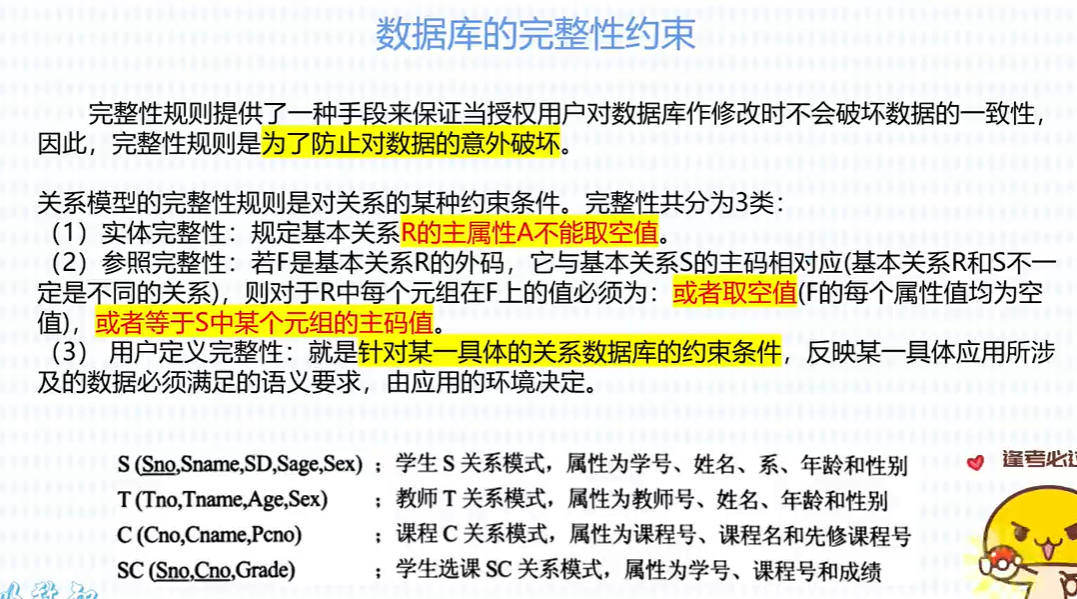 数据库的完整性约束
完整性规则提供了一种手段来保证当授权用户对数据库作修改时不会破坏数据的一致性，
因此，完整性规则是为了防止对数据的意外破坏。
关系模型的完整性规则是对关系的某种约束条件。完整性共分为3类：
（1）实体完整性：规定基本关系R的主属性A不能取空值。
（2）参照完整性：若F是基本关系R的外码，它与基本关系S的主码相对应(基本关系R和S不一
定是不同的关系)，则对于R中每个元组在F上的值必须为：或者取空值(F的每个属性值均为空
值)，或者等于S中某个元组的主码值。
（3） 用户定义完整性：就是针对某一具体的关系数据库的约束条件，反映某一具体应用所涉
及的数据必须满足的语义要求，由应用的环境决定。
S (Sno,Sname,SD,Sage,Sex) ；学生 S 关系模式，属性为学号、姓名、系、年龄和性别
T (Tno,Tname,Age,Sex) ；教师 T 关系模式，属性为教师号、姓名、年龄和性别
C (Cno,Cname,Pcno) ；课程 C 关系模式，属性为课程号、课程名和先修课程号
SC (Sno,Cno,Grade) ；学生选课 SC 关系模式，属性为学号、课程号和成绩
逢考必过